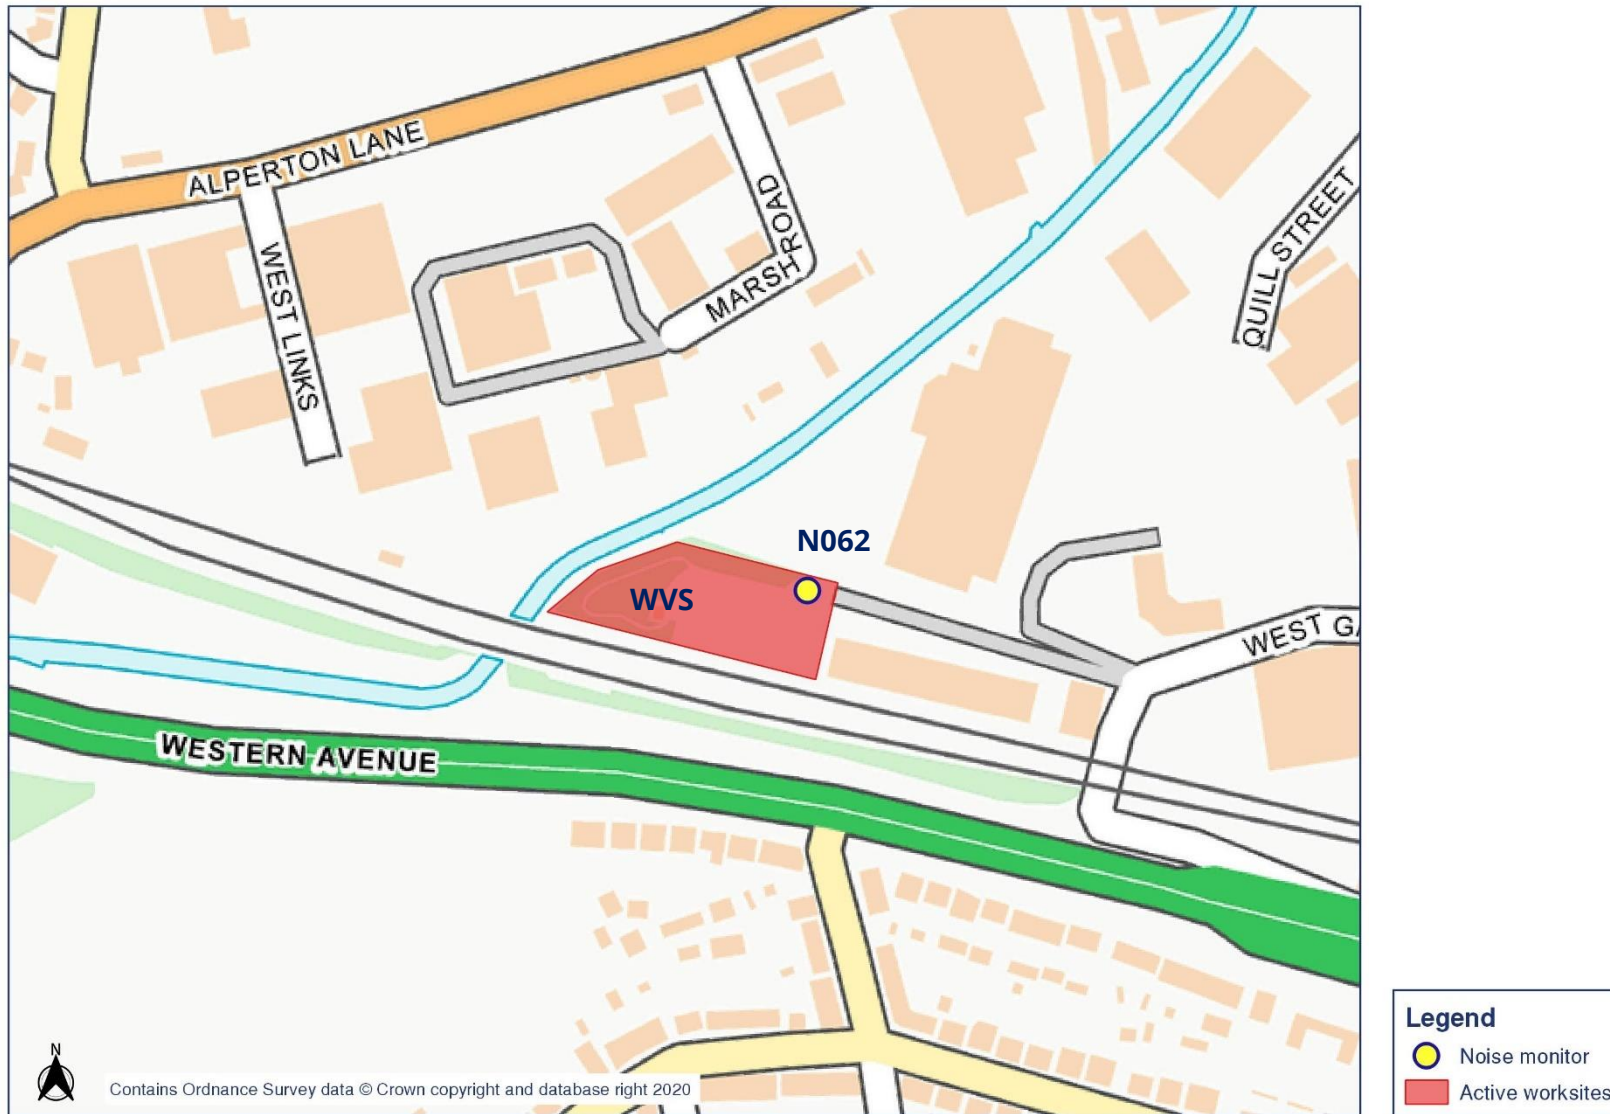 ALPERTON LANE
WEST LINKS
MARSH ROAD
QUILL STREET
N062
WVS
WEST GA
WESTERN AVENUE
N
Contains Ordnance Survey data © Crown copyright and database right 2020
Legend
Noise monitor
Active worksites